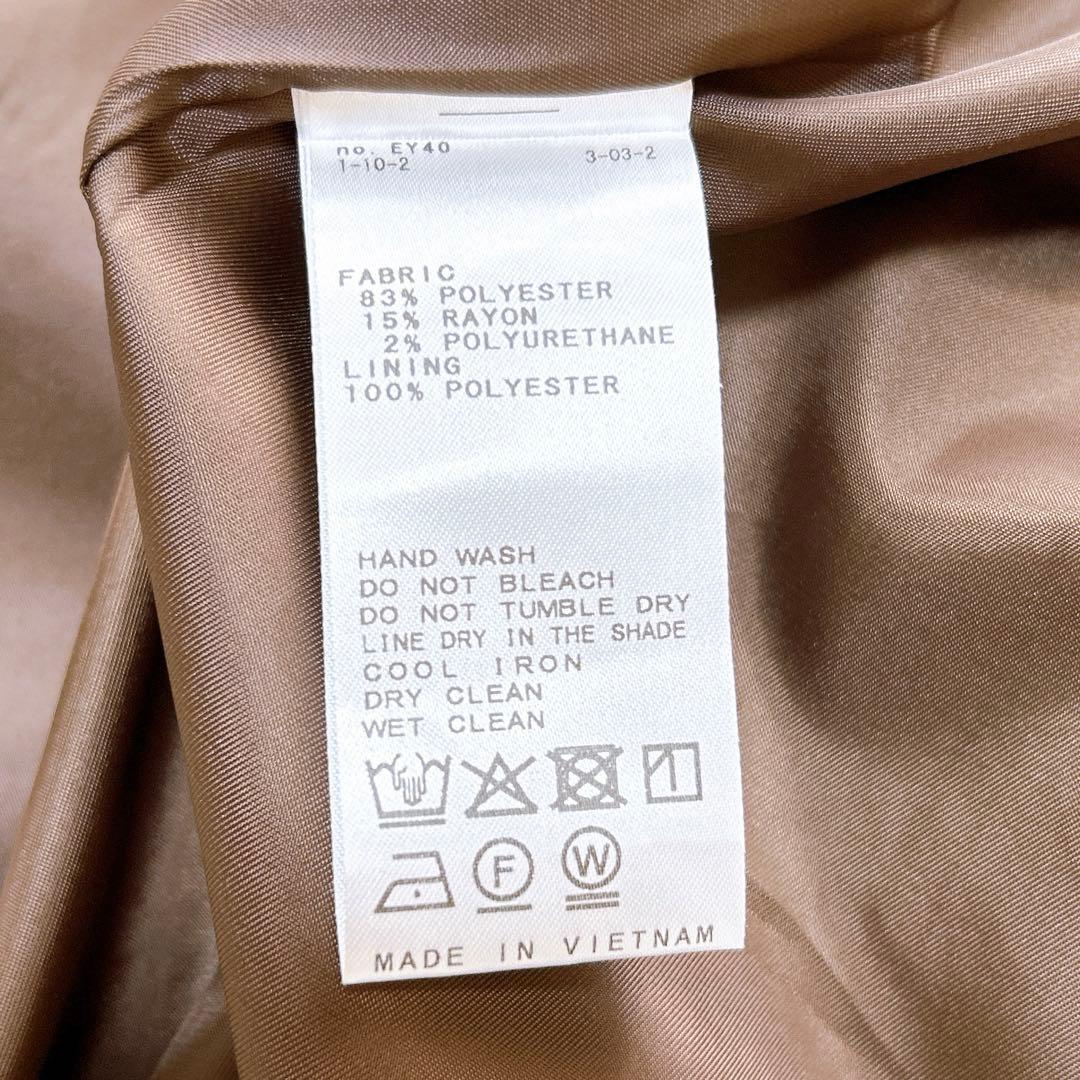 no. EY40
1-10-2 3-03-2
FABRIC
83% POLYESTER
15% RAYON
2% POLYURETHANE
LINING
100% POLYESTER
HAND WASH
DO NOT BLEACH
DO NOT TUMBLE DRY
LINE DRY IN THE SHADE
COOL IRON
DRY CLEAN
WET CLEAN
F W
MADE IN VIETNAM